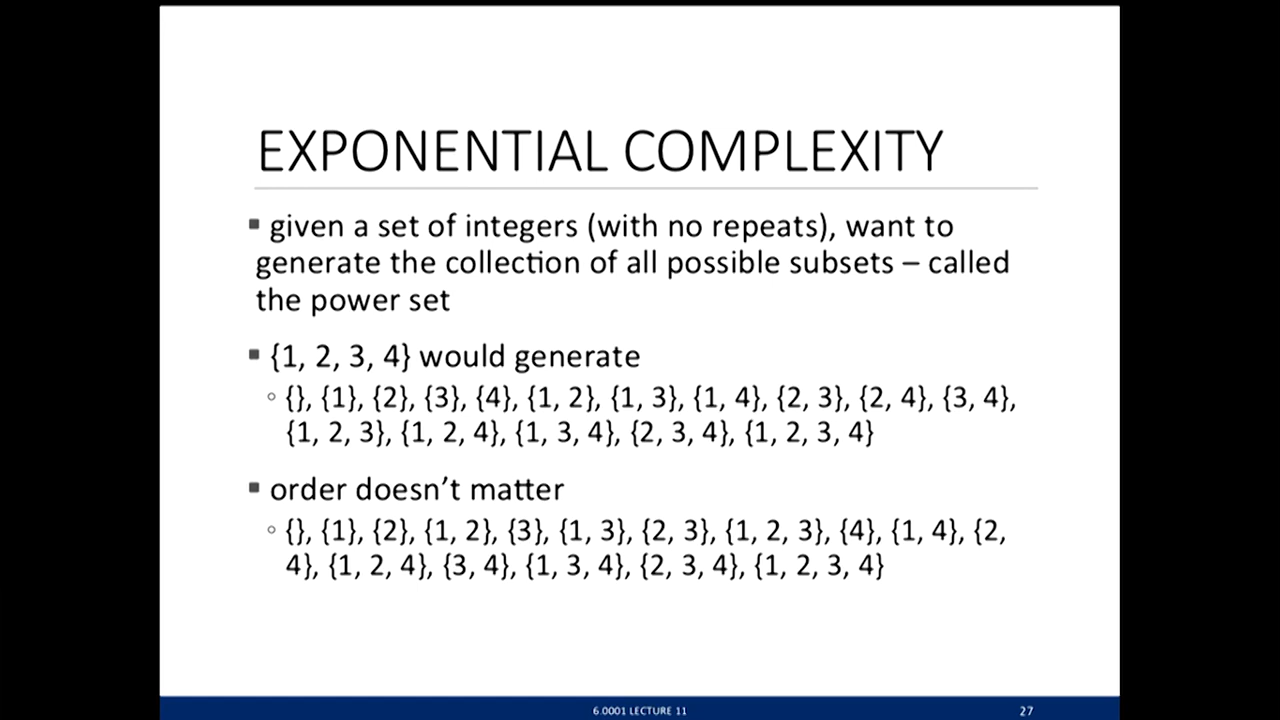 EXPONENTIAL COMPLEXITY
▪ given a set of integers (with no repeats), want to
generate the collection of all possible subsets – called
the power set
▪ {1, 2, 3, 4} would generate
◦ {}, {1}, {2}, {3}, {4}, {1, 2}, {1, 3}, {1, 4}, {2, 3}, {2, 4}, {3, 4},
{1, 2, 3}, {1, 2, 4}, {1, 3, 4}, {2, 3, 4}, {1, 2, 3, 4}
▪ order doesn’t matter
◦ {}, {1}, {2}, {1, 2}, {3}, {1, 3}, {2, 3}, {1, 2, 3}, {4}, {1, 4}, {2,
4}, {1, 2, 4}, {3, 4}, {1, 3, 4}, {2, 3, 4}, {1, 2, 3, 4}
6.0001 LECTURE 11
27